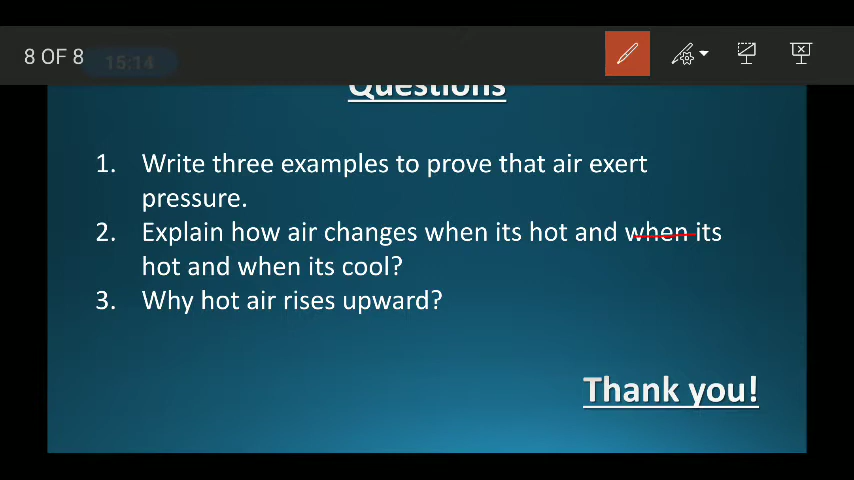 8 OF 8
15:14
Questions
1. Write three examples to prove that air exert
pressure.
2. Explain how air changes when its hot and when its
hot and when its cool?
3. Why hot air rises upward?
Thank you!